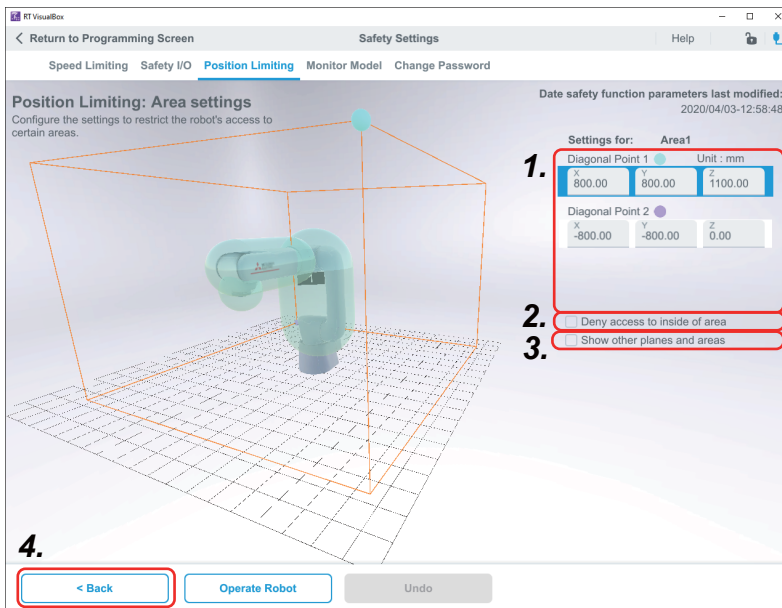 RT VisualBox
Return to Programming Screen
Safety Settings
Help
Speed Limiting Safety I/O Position Limiting Monitor Model Change Password
Position Limiting: Area settings
Configure the settings to restrict the robot's access to
certain areas.
Date safety function parameters last modified:
2020/04/03-12:58:48
Settings for: Area1
1.
Diagonal Point 1 Unit : mm
X Y Z
800.00 800.00 1100.00
Diagonal Point 2
X Y Z
-800.00 -800.00 0.00
2.
Deny access to inside of area
3.
Show other planes and areas
4.
< Back
Operate Robot
Undo